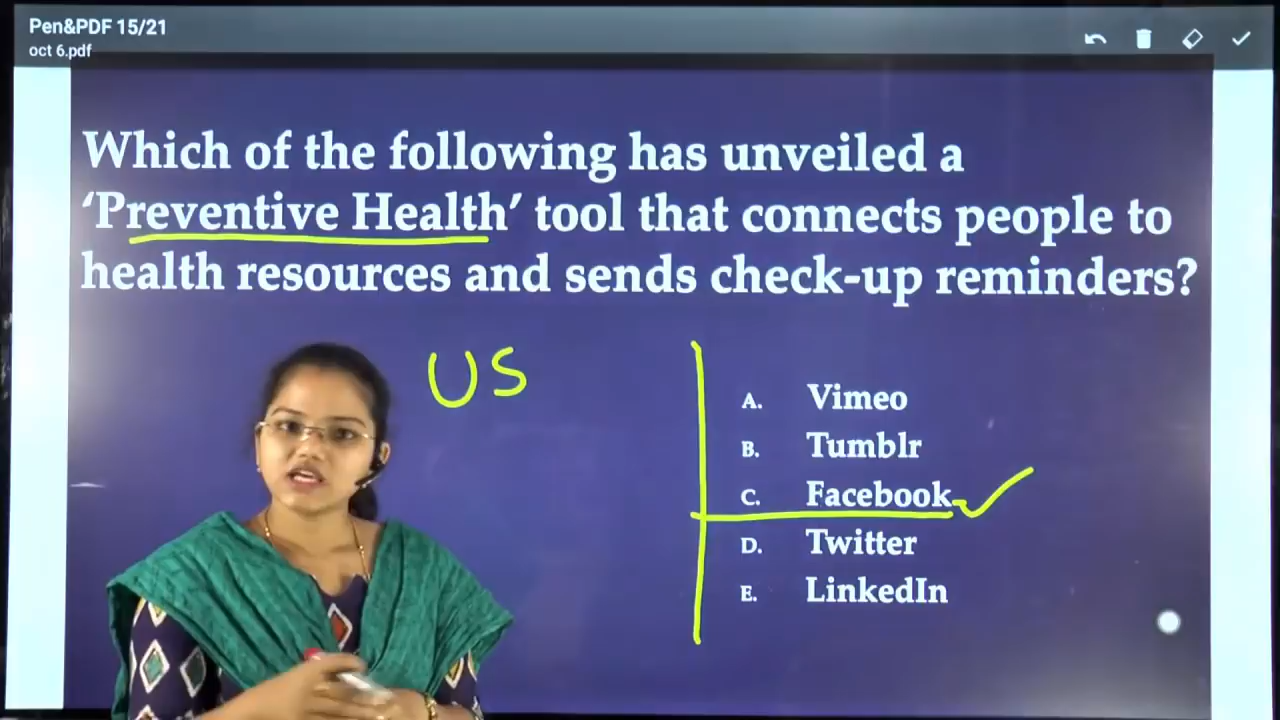 Pen&PDF 15/21
oct 6.pdf
Which of the following has unveiled a
‘Preventive Health’ tool that connects people to
health resources and sends check-up reminders?
US
A. Vimeo
B. Tumblr
C. Facebook
D. Twitter
E. LinkedIn